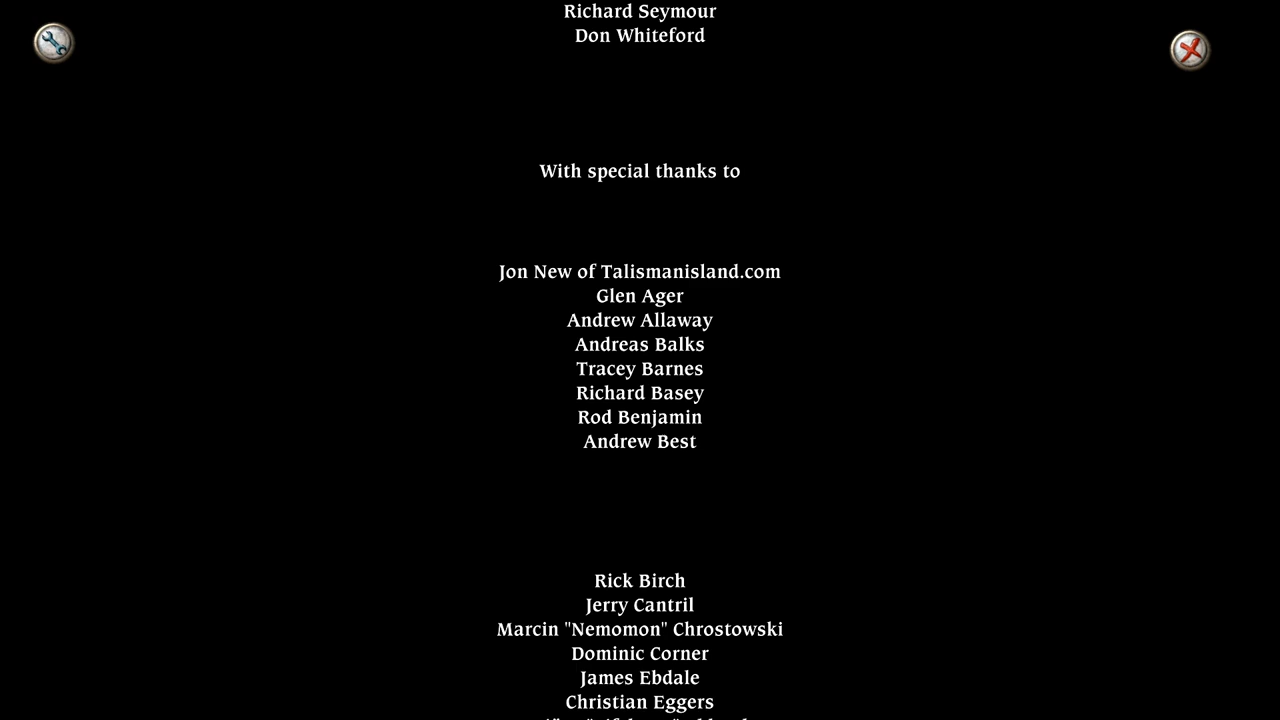 Richard Seymour
Don Whiteford
With special thanks to
Jon New of Talismanisland.com
Glen Ager
Andrew Allaway
Andreas Balks
Tracey Barnes
Richard Basey
Rod Benjamin
Andrew Best
Rick Birch
Jerry Cantril
Marcin "Nemomon" Chrostowski
Dominic Corner
James Ebdale
Christian Eggers